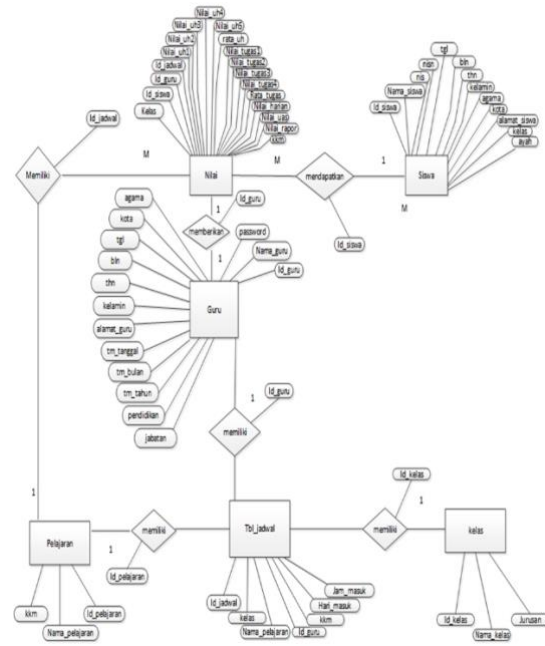 Nilai_uh4
Nilai_uh3
Nilai_uh5
Nilai_uh2
rata_uh
Nilai_uh1
Nilai_tugas1
Id_jadwal
Nilai_tugas2
Id_guru
Nilai_tugas3
Id_siswa
Nilai_tugas4
Kelas
Rata_tugas
Nilai_harian
Nilai_uas
Nilai_rapor
kkm
tgl
nisn
bln
nis
thn
Nama_siswa
kelamin
Id_siswa
agama
kota
alamat_siswa
kelas
ayah
Id_jadwal
Memiliki
M
Nilai
M
mendapatkan
1
Siswa
M
Id_siswa
1
Id_guru
memberikan
1
agama
kota
tgl
bln
thn
kelamin
alamat_guru
tm_tanggal
tm_bulan
tm_tahun
pendidikan
jabatan
password
Nama_guru
Id_guru
Guru
1
Id_guru
memiliki
1
Pelajaran
1
memiliki
Id_pelajaran
Tbl_jadwal
1
Id_kelas
memiliki
1
kelas
kkm
Nama_pelajaran
Id_pelajaran
Id_jadwal
kelas
Nama_pelajaran
Id_guru
kkm
Hari_masuk
Jam_masuk
Id_kelas
Nama_kelas
Jurusan